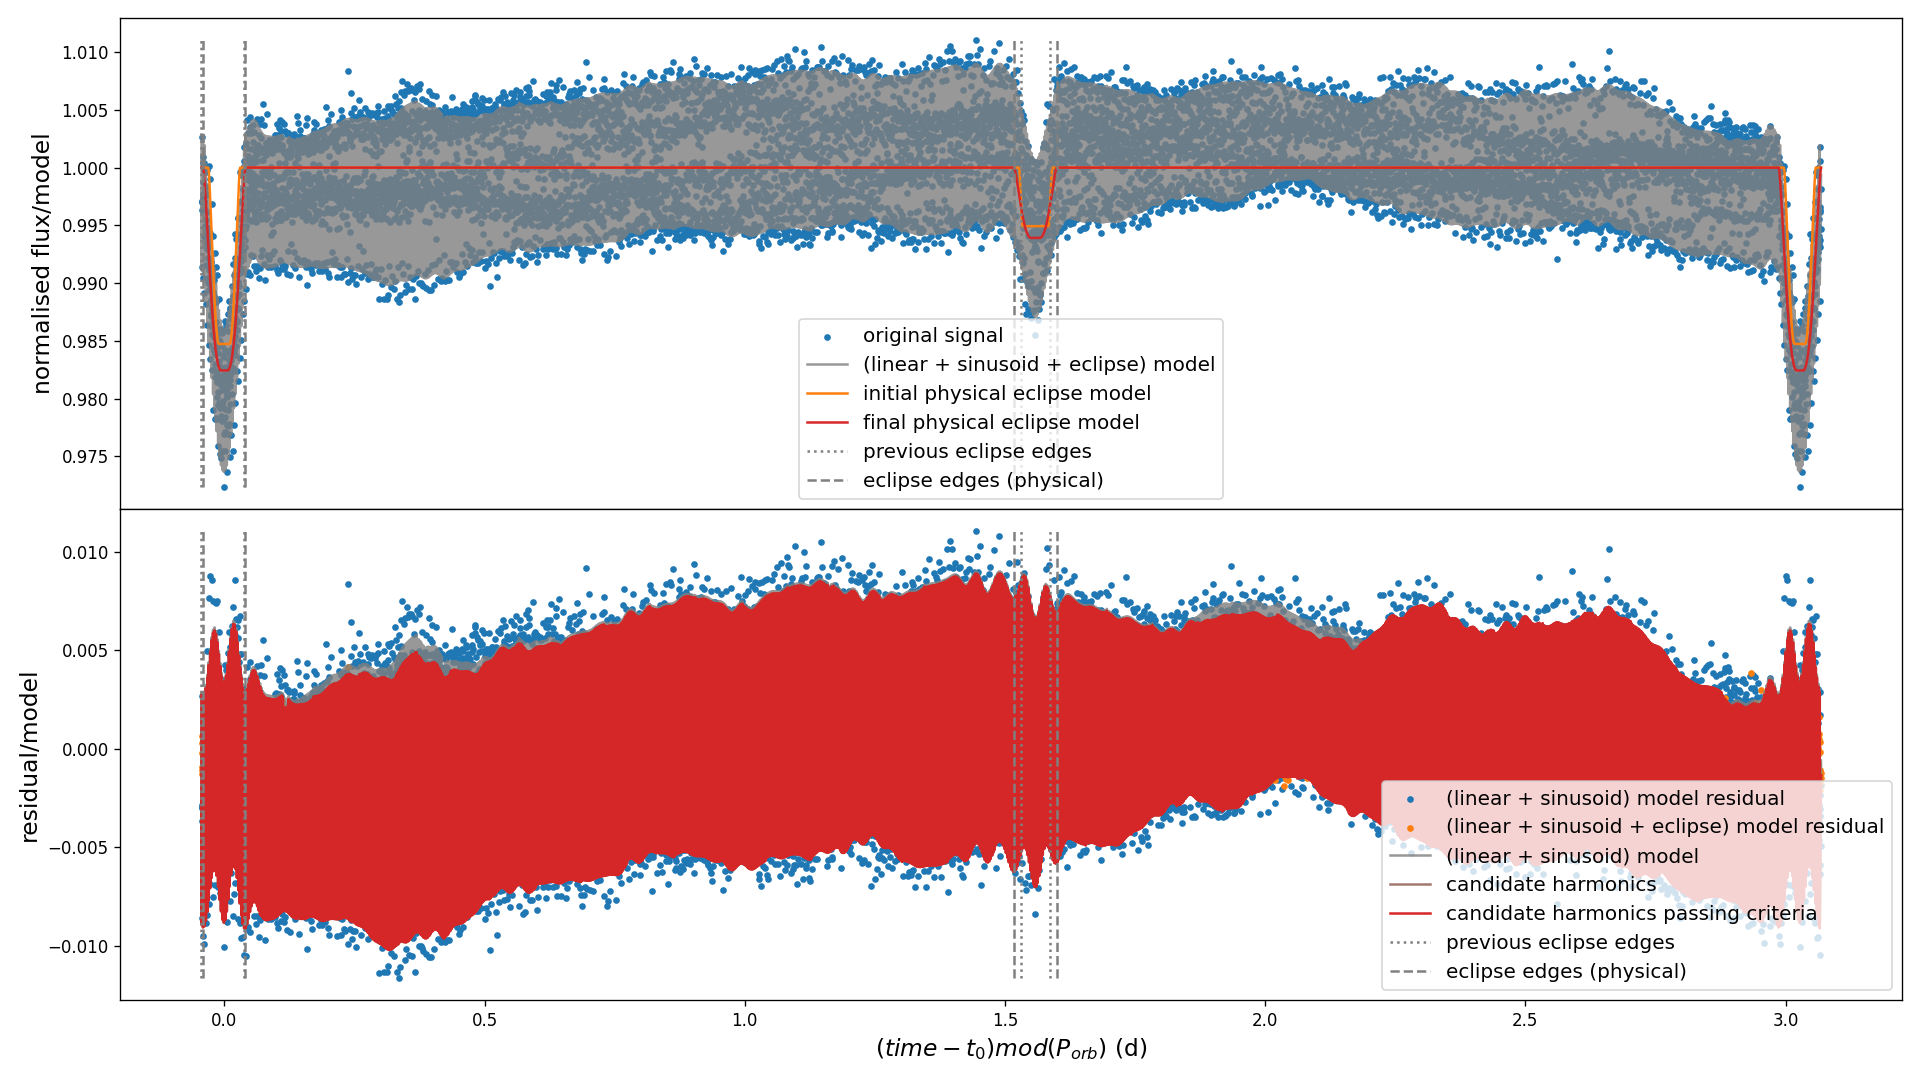 normalised flux/model
1.010
1.005
1.000
0.995
0.990
0.985
0.980
0.975
original signal
(linear + sinusoid + eclipse) model
initial physical eclipse model
final physical eclipse model
previous eclipse edges
eclipse edges (physical)
residual/model
0.010
0.005
0.000
−0.005
−0.010
(linear + sinusoid) model residual
(linear + sinusoid + eclipse) model residual
(linear + sinusoid) model
candidate harmonics
candidate harmonics passing criteria
previous eclipse edges
eclipse edges (physical)
0.0 0.5 1.0 1.5 2.0 2.5 3.0
(time − t₀)mod(Pₒᵣb) (d)